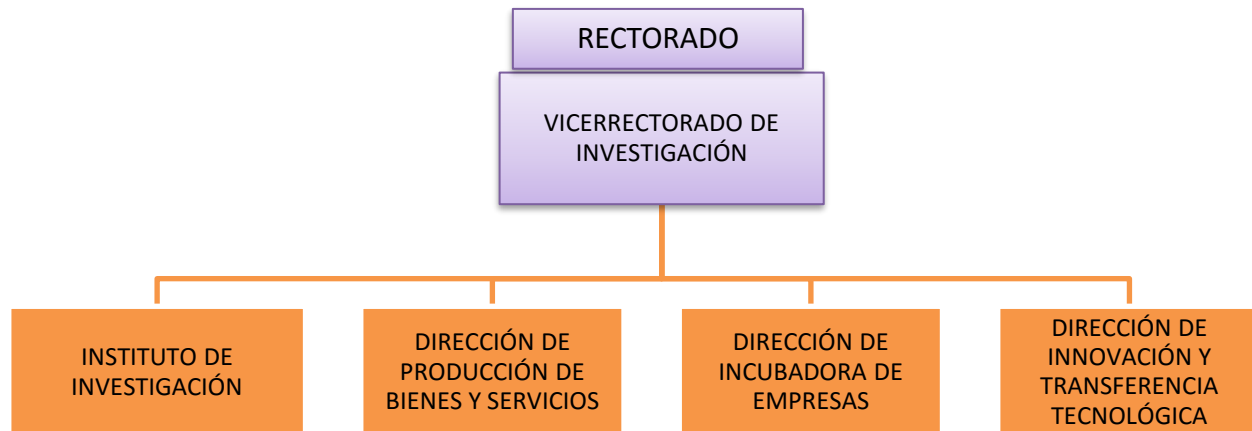 RECTORADO
VICERRECTORADO DE
INVESTIGACIÓN
INSTITUTO DE
INVESTIGACIÓN
DIRECCIÓN DE
PRODUCCIÓN DE
BIENES Y SERVICIOS
DIRECCIÓN DE
INCUBADORA DE
EMPRESAS
DIRECCIÓN DE
INNOVACIÓN Y
TRANSFERENCIA
TECNOLÓGICA